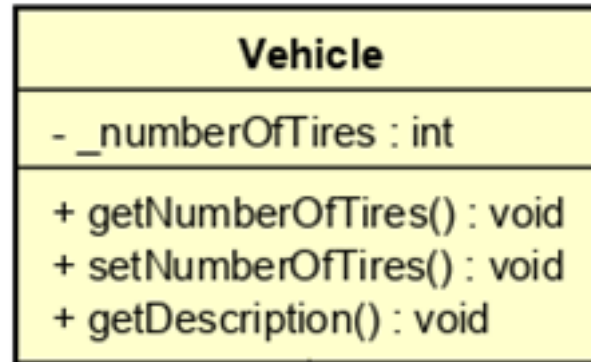 Vehicle
- _numberOfTires : int
+ getNumberOfTires() : void
+ setNumberOfTires() : void
+ getDescription() : void